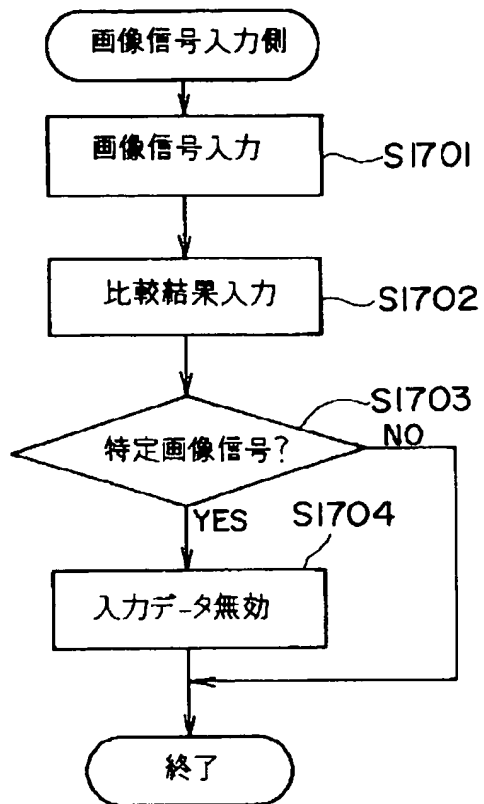 画像信号入力側
画像信号入力
S1701
比較結果入力
S1702
S1703
特定画像信号?
NO
YES
S1704
入力データ無効
終了